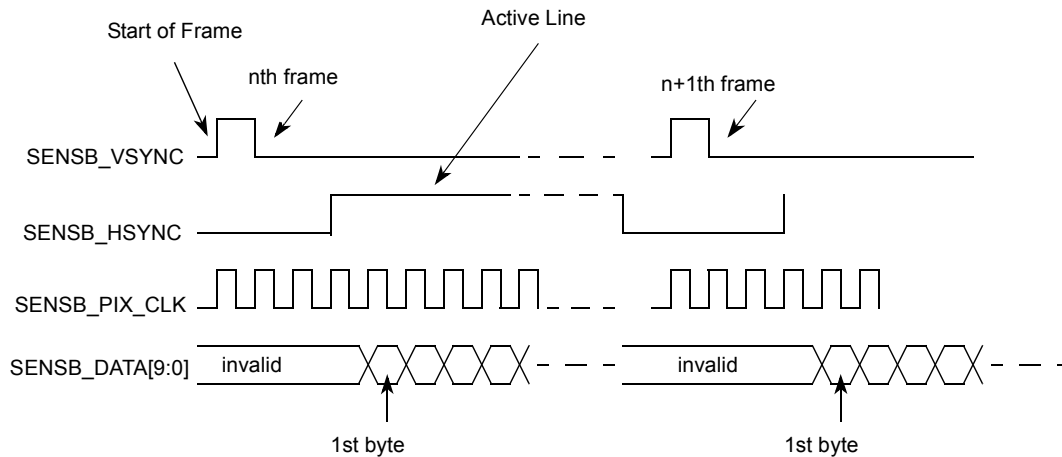 Active Line
Start of Frame
nth frame
n+1th frame
SENSB_VSYNC
SENSB_HSYNC
SENSB_PIX_CLK
SENSB_DATA[9:0]
invalid
invalid
1st byte
1st byte